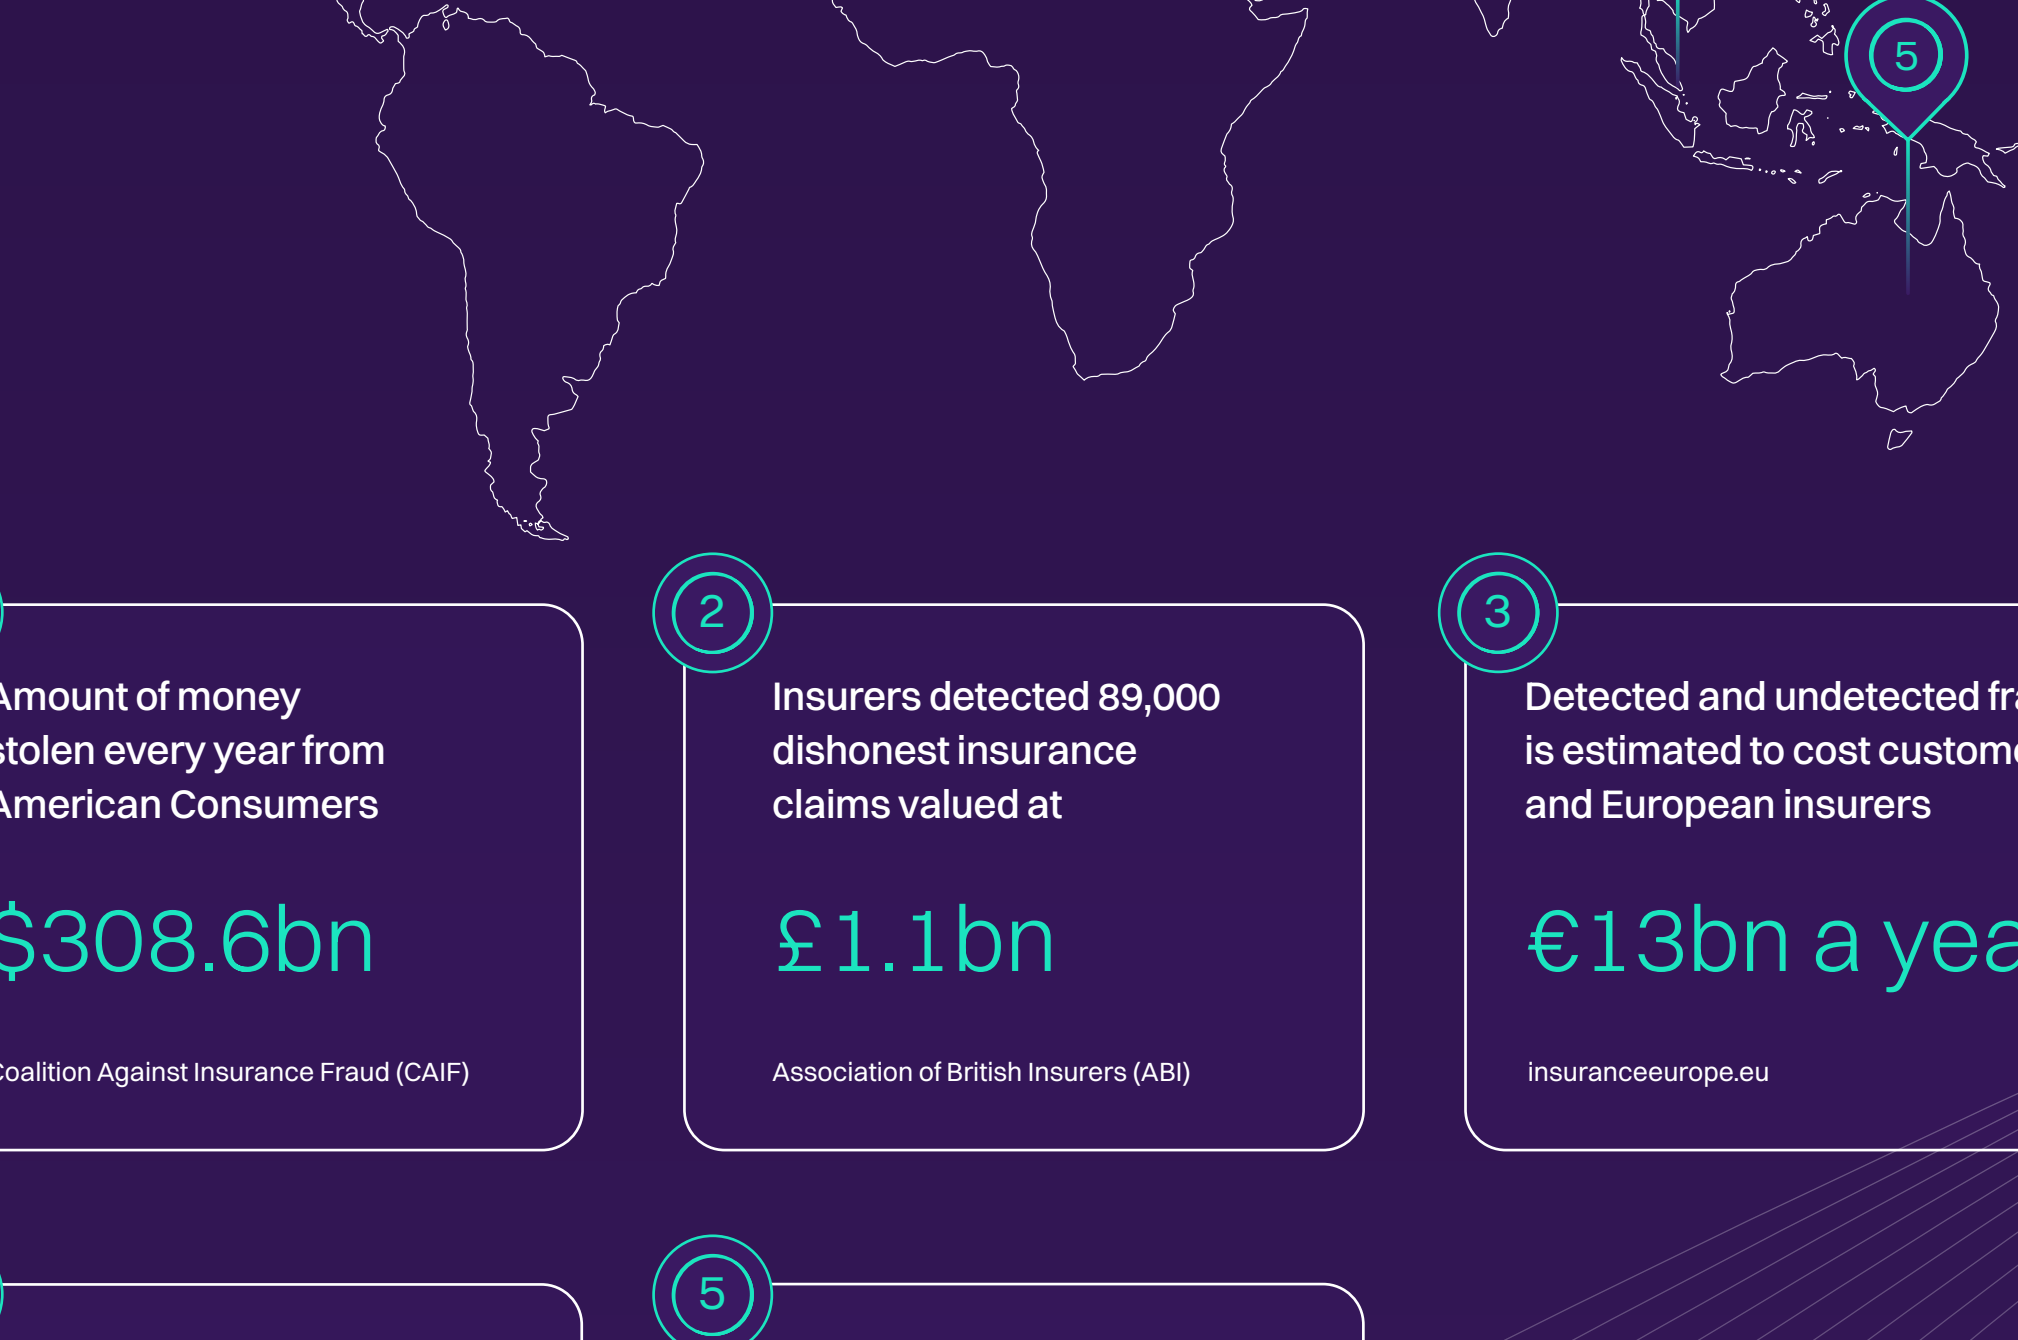 5
2
3
Amount of money
stolen every year from
American Consumers
$308.6bn
Coalition Against Insurance Fraud (CAIF)
Insurers detected 89,000
dishonest insurance
claims valued at
£1.1bn
Association of British Insurers (ABI)
Detected and undetected
is estimated to cost
and European insurers
€13bn a
insuranceeurope.eu
5